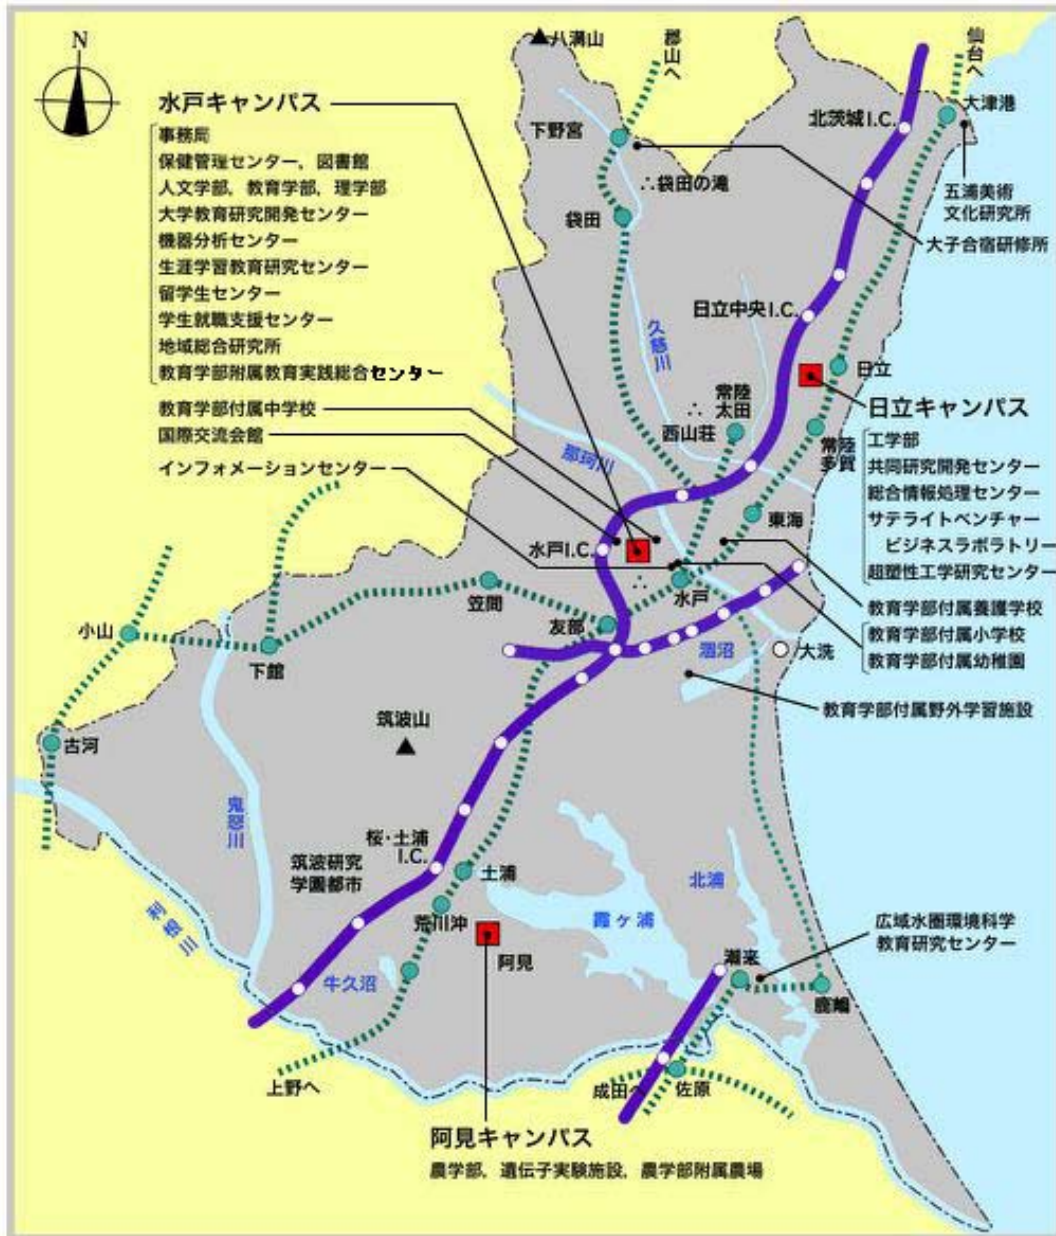 N
八溝山
郡山へ
仙台へ
水戸キャンパス
事務局
保健管理センター、図書館
人文学部、教育学部、理学部
大学教育研究開発センター
機器分析センター
生涯学習教育研究センター
留学生センター
学生就職支援センター
地域総合研究所
教育学部附属教育実践総合センター
教育学部付属中学校
国際交流会館
インフォメーションセンター
下野宮
袋田の滝
袋田
北茨城I.C.
大津港
五浦美術
文化研究所
大子合宿研修所
日立中央I.C.
久慈川
日立
常陸
太田
西山荘
日立キャンパス
工学部
共同研究開発センター
総合情報処理センター
サテライトベンチャー
ビジネスラボラトリー
超塑性工学研究センター
常陸
多賀
那珂川
東海
水戸I.C.
水戸
教育学部付属養護学校
教育学部付属小学校
教育学部付属幼稚園
笠間
友部
涸沼
大洗
小山
下館
教育学部付属野外学習施設
筑波山
古河
鬼怒川
利根川
桜・土浦
I.C.
筑波研究
学園都市
土浦
荒川沖
阿見
牛久沼
霞ヶ浦
北浦
広域水圏環境科学
教育研究センター
潮来
鹿嶋
上野へ
成田へ
佐原
阿見キャンパス
農学部、遺伝子実験施設、農学部附属農場